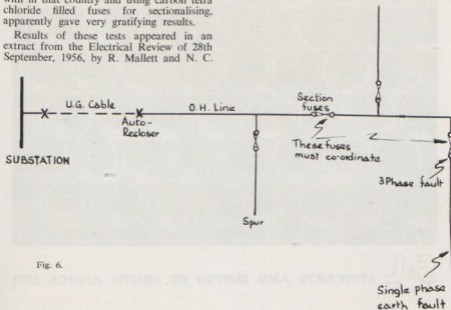 with in that country and using carbon tetra
chloride filled fuses for sectionalising,
apparently gave very gratifying results.
Results of these tests appeared in an
extract from the Electrical Review of 28th
September, 1956, by R. Mallett and N. C.
U.G. Cable
O.H. Line
Section
fuses
Auto-
Recloser
These fuses
must co-ordinate
SUBSTATION
3 Phase fault
Spur
Fig. 6.
Single phase
earth fault